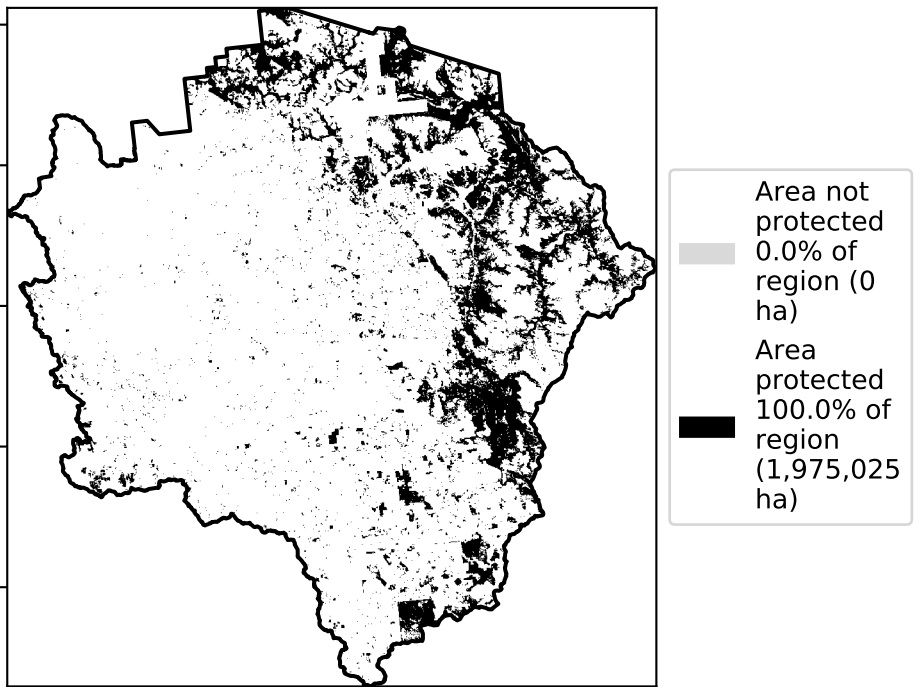 Area not
protected
0.0% of
region (0
ha)
Area
protected
100.0% of
region
(1,975,025
ha)